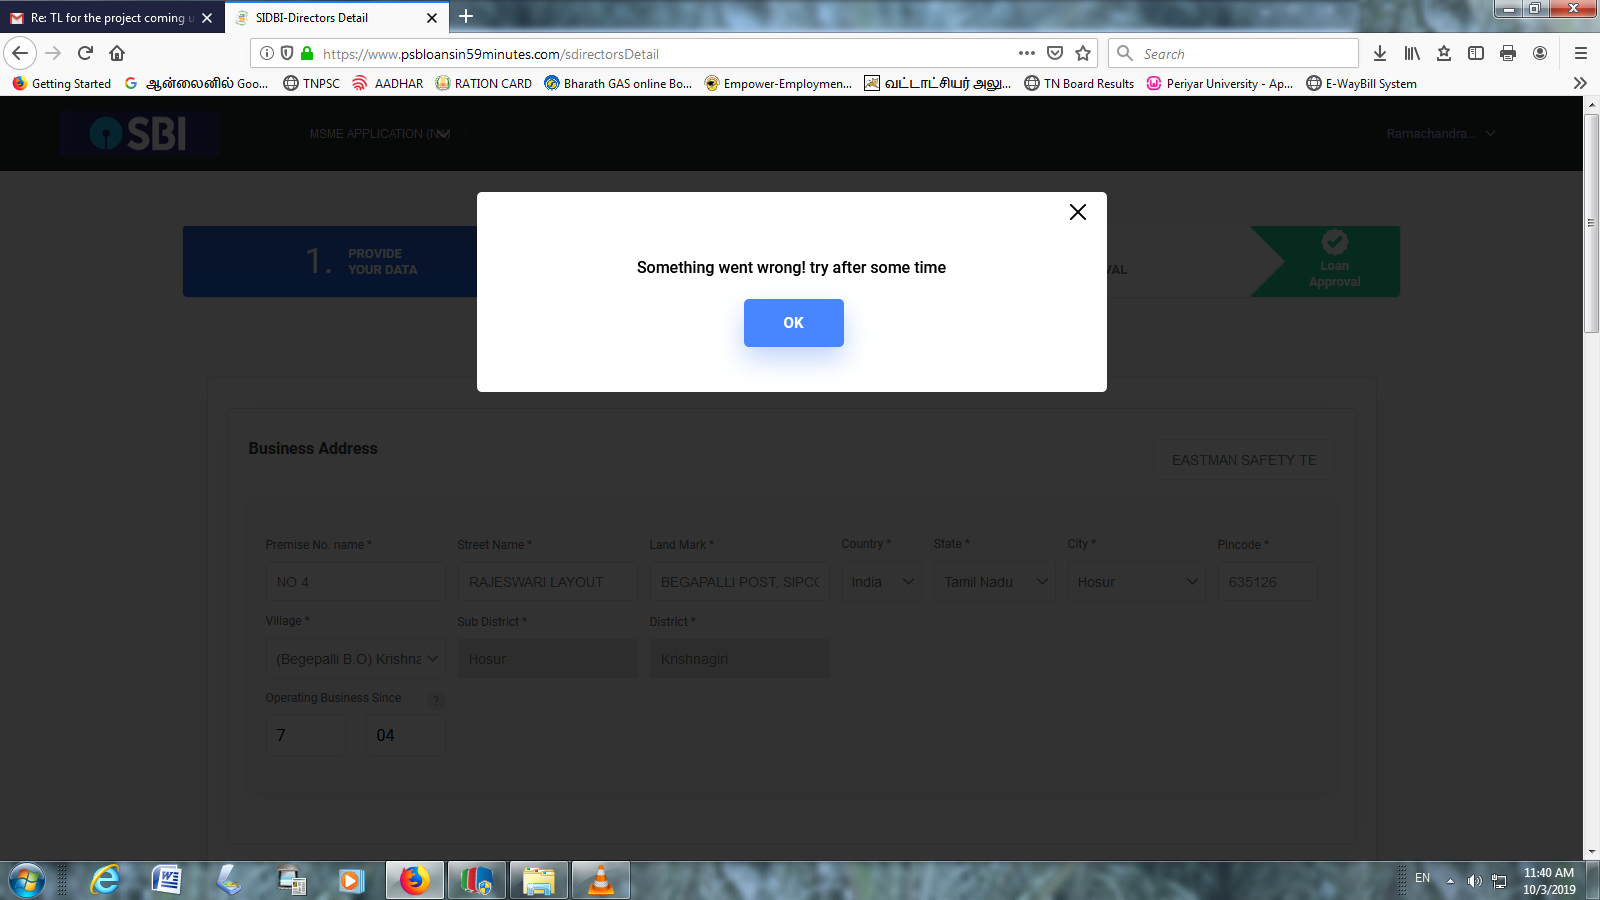 Re: TL for the project coming u
SIDBI-Directors Detail
https://www.psbloansin59minutes.com/sdirectorsDetail
Search
Getting Started
ஆன்லைனில் Goo...
TNPSC
AADHAR
RATION CARD
Bharath GAS online Bo...
Empower-Employmen...
வட்டாட்சியர் அலு...
TN Board Results
Periyar University - Ap...
E-WayBill System
SBI
MSME APPLICATION
Ramachandra...
1. PROVIDE
YOUR DATA
VAL
Loan
Approval
Something went wrong! try after some time
OK
Business Address
EASTMAN SAFETY TE
Premise No. name * Street Name * Land Mark * Country * State * City * Pincode *
NO 4 RAJESWARI LAYOUT BEGAPALLI POST, SIPCO India Tamil Nadu Hosur 635126
Village * Sub District * District *
(Begepalli B.O) Krishna Hosur Krishnagiri
Operating Business Since ?
7 04
EN
11:40 AM
10/3/2019